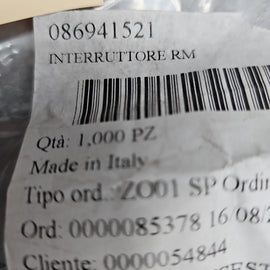 086941521
INTERRUTTORE RM
Qtà: 1,000 PZ
Made in Italy
Tipo ord.: ZO01 SP Ordin
Ord: 0000085378 16/08/2
Cliente: 0000054844